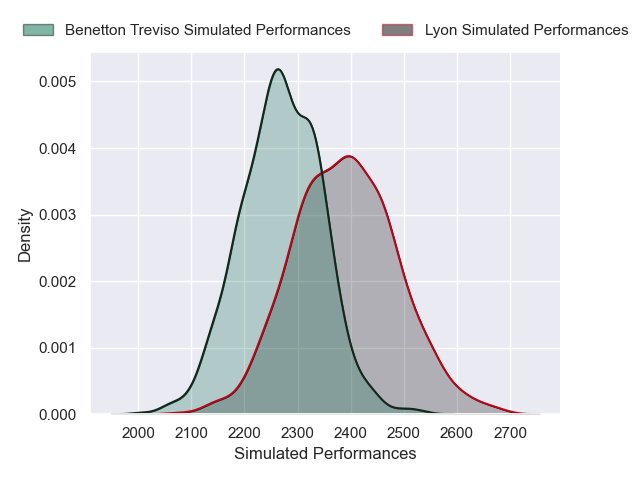 Benetton Treviso Simulated Performances
Lyon Simulated Performances
0.005
0.004
0.003
0.002
0.001
0.000
Density
2000 2100 2200 2300 2400 2500 2600 2700
Simulated Performances